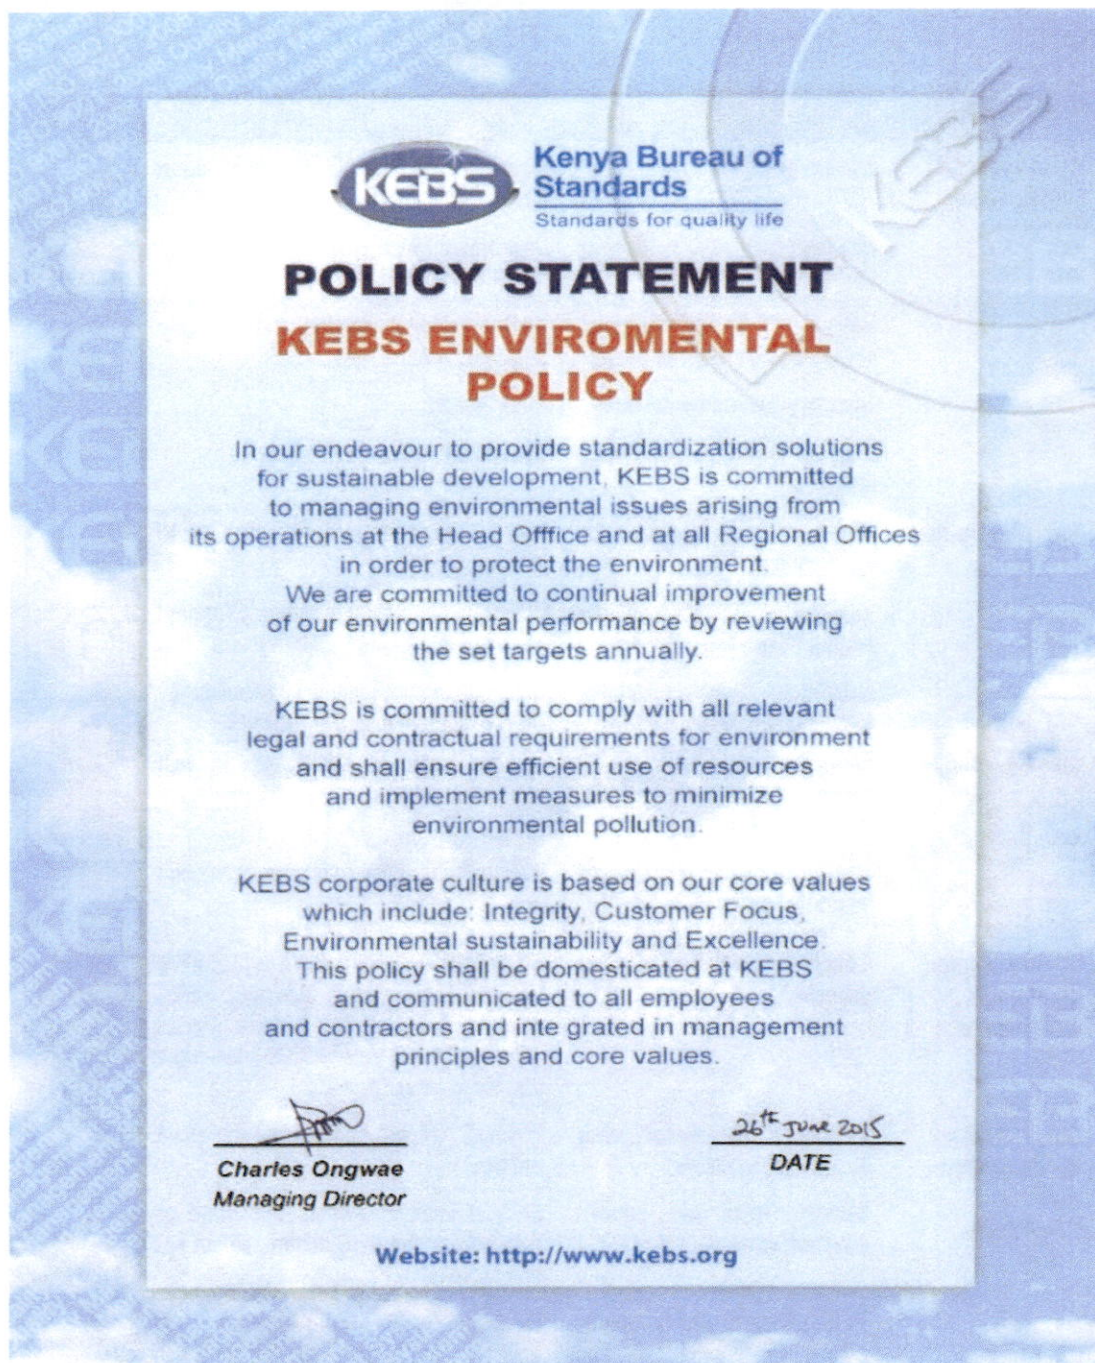 KEBS
Kenya Bureau of
Standards
Standards for quality life
POLICY STATEMENT
KEBS ENVIROMENTAL
POLICY
In our endeavour to provide standardization solutions
for sustainable development, KEBS is committed
to managing environmental issues arising from
its operations at the Head Offfice and at all Regional Offices
in order to protect the environment.
We are committed to continual improvement
of our environmental performance by reviewing
the set targets annually.
KEBS is committed to comply with all relevant
legal and contractual requirements for environment
and shall ensure efficient use of resources
and implement measures to minimize
environmental pollution.
KEBS corporate culture is based on our core values
which include: Integrity, Customer Focus,
Environmental sustainability and Excellence.
This policy shall be domesticated at KEBS
and communicated to all employees
and contractors and inte grated in management
principles and core values.
26th June 2015
Charles Ongwae
Managing Director
DATE
Website: http://www.kebs.org